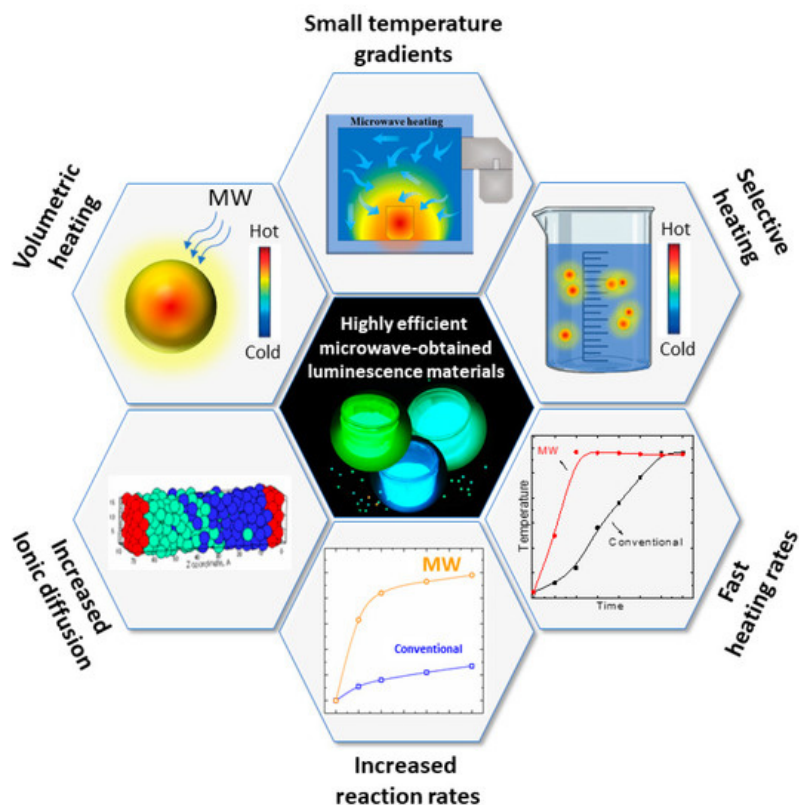 Small temperature
gradients
Microwave heating
Volumetric
heating
MW
Hot
Cold
Selective
heating
Hot
Cold
Highly efficient
microwave-obtained
luminescence materials
Increased
Ionic diffusion
Z coordinate, A
MW
Conventional
Temperature
Time
Fast
heating rates
MW
Conventional
Increased
reaction rates